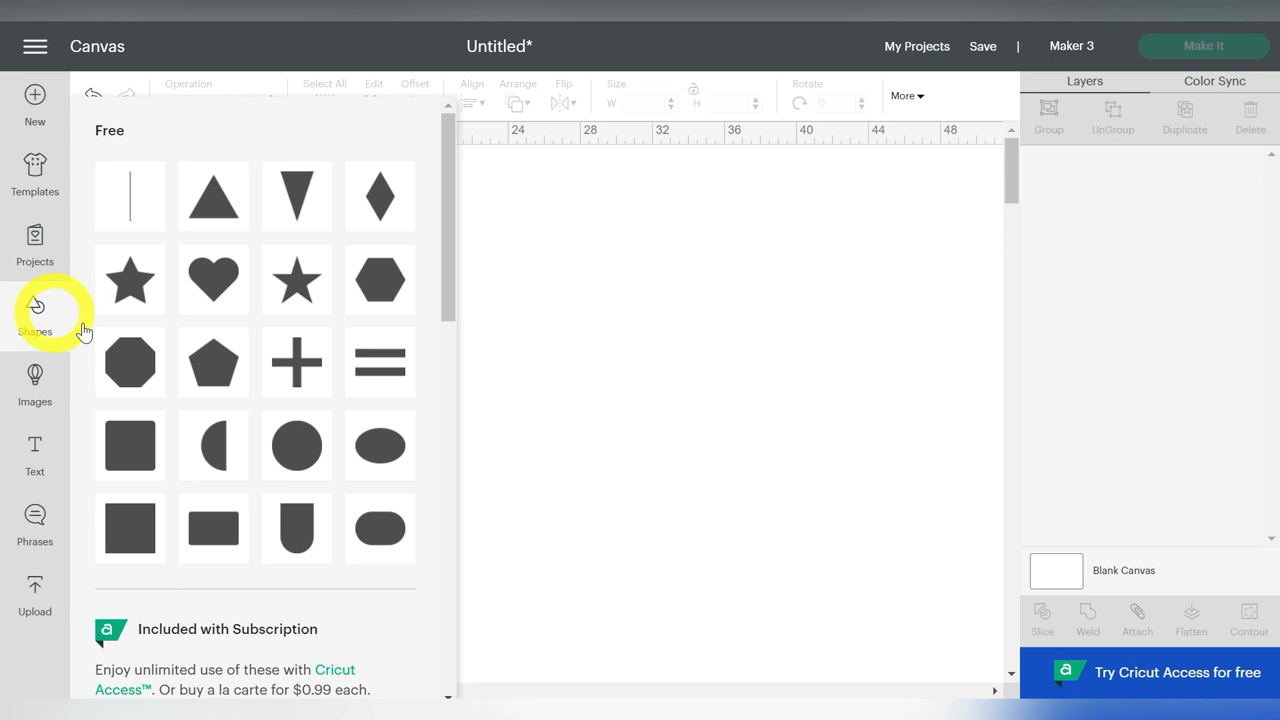 Canvas
Untitled*
My Projects
Save
|
Maker 3
Make It
New
Templates
Projects
Shapes
Images
Text
Phrases
Upload
Operation
Select All
Edit
Offset
Align
Arrange
Flip
Size
W
H
Rotate
0
More
24 28 32 36 40 44 48
Free
a Included with Subscription
Enjoy unlimited use of these with Cricut
Access™. Or buy a la carte for $0.99 each.
Layers
Color Sync
Group
UnGroup
Duplicate
Delete
Blank Canvas
Slice
Weld
Attach
Flatten
Contour
a Try Cricut Access for free